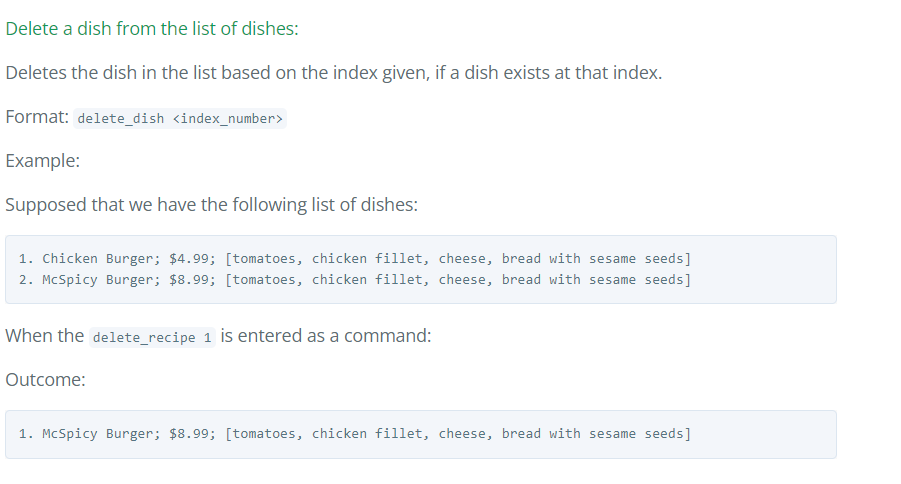 Delete a dish from the list of dishes:
Deletes the dish in the list based on the index given, if a dish exists at that index.
Format: delete_dish <index_number>
Example:
Supposed that we have the following list of dishes:
1. Chicken Burger; $4.99; [tomatoes, chicken fillet, cheese, bread with sesame seeds]
2. McSpicy Burger; $8.99; [tomatoes, chicken fillet, cheese, bread with sesame seeds]
When the delete_recipe 1 is entered as a command:
Outcome:
1. McSpicy Burger; $8.99; [tomatoes, chicken fillet, cheese, bread with sesame seeds]